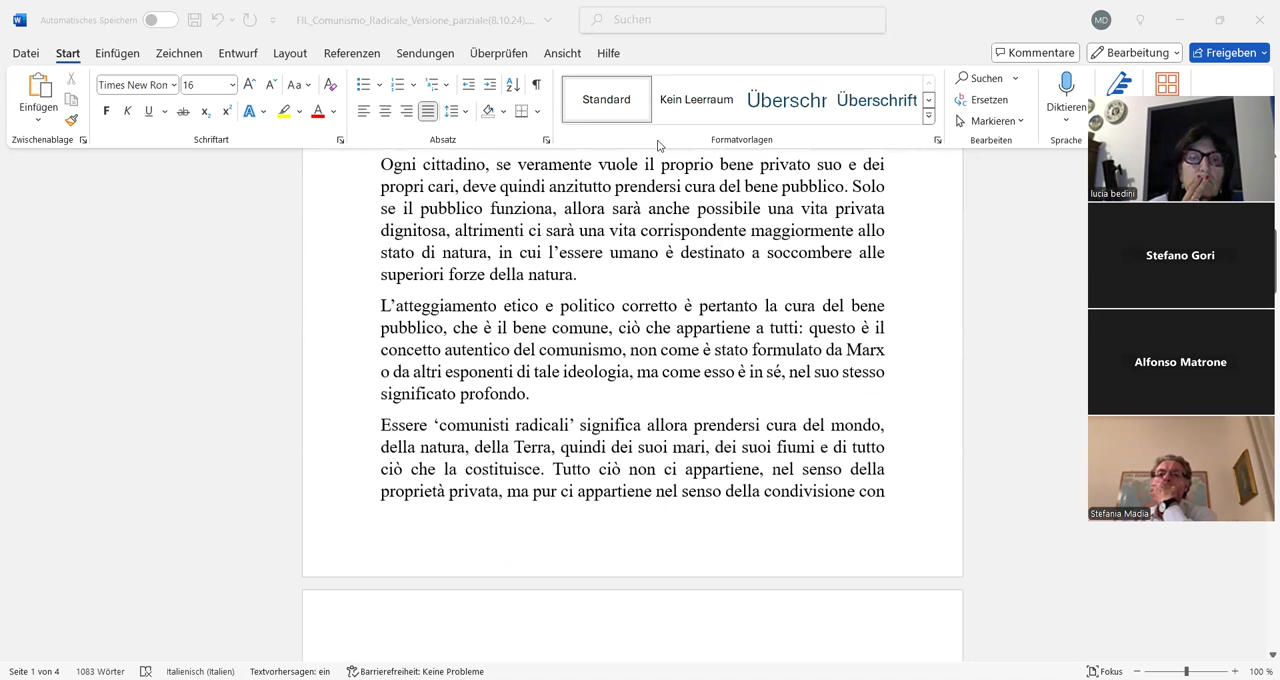 Automatisches Speichern
FIL_Comunismo_Radicale_Versione_parziale(8.10.24)....
Suchen
MD
Datei Start Einfügen Zeichnen Entwurf Layout Referenzen Sendungen Überprüfen Ansicht Hilfe
Kommentare Bearbeitung Freigeben
Einfügen
Zwischenablage
Times New Ron 16
Schriftart
Absatz
Standard Kein Leerraum Überschr Überschrift
Formatvorlagen
Suchen
Ersetzen
Markieren
Bearbeiten
Diktieren
Sprache
Ogni cittadino, se veramente vuole il proprio bene privato suo e dei
propri cari, deve quindi anzitutto prendersi cura del bene pubblico. Solo
se il pubblico funziona, allora sarà anche possibile una vita privata
dignitosa, altrimenti ci sarà una vita corrispondente maggiormente allo
stato di natura, in cui l’essere umano è destinato a soccombere alle
superiori forze della natura.
L’atteggiamento etico e politico corretto è pertanto la cura del bene
pubblico, che è il bene comune, ciò che appartiene a tutti: questo è il
concetto autentico del comunismo, non come è stato formulato da Marx
o da altri esponenti di tale ideologia, ma come esso è in sé, nel suo stesso
significato profondo.
Essere ‘comunisti radicali’ significa allora prendersi cura del mondo,
della natura, della Terra, quindi dei suoi mari, dei suoi fiumi e di tutto
ciò che la costituisce. Tutto ciò non ci appartiene, nel senso della
proprietà privata, ma pur ci appartiene nel senso della condivisione con
lucia bedini
Stefano Gori
Alfonso Matrone
Stefania Madia
Seite 1 von 4 1083 Wörter Italienisch (Italien) Textvorhersagen: ein Barrierefreiheit: Keine Probleme Fokus 100 %